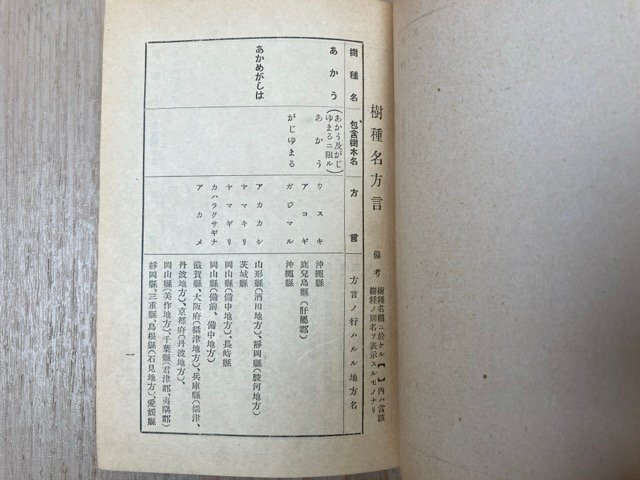 樹種名方言
備考 樹種名欄ニ於ケル【 】內ハ當該
樹種ノ別名ヲ表示スルモノナリ
樹種名 包含樹木名 方言 方言ノ行ハルル地方名
あかう (あかう及がじゆまるニ限ル)
あかう ウスキ 沖繩縣
アコギ 鹿兒島縣(肝屬郡)
がじゆまる ガジマル 沖繩縣
あかめがしは アカカシ 山形縣(酒田地方)、靜岡縣(駿河地方)
ヤマキリ 茨城縣
ヤマギリ 岡山縣(備中地方)、長崎縣
カハラクサギナ 岡山縣(備前、備中地方)
アカメ 滋賀縣、大阪府(攝津地方)、兵庫縣(攝津、
丹波地方)、京都府(丹波地方)、
岡山縣(美作地方)、千葉縣(君津郡、夷隅郡)
靜岡縣、三重縣、島根縣(石見地方)、愛媛縣
一